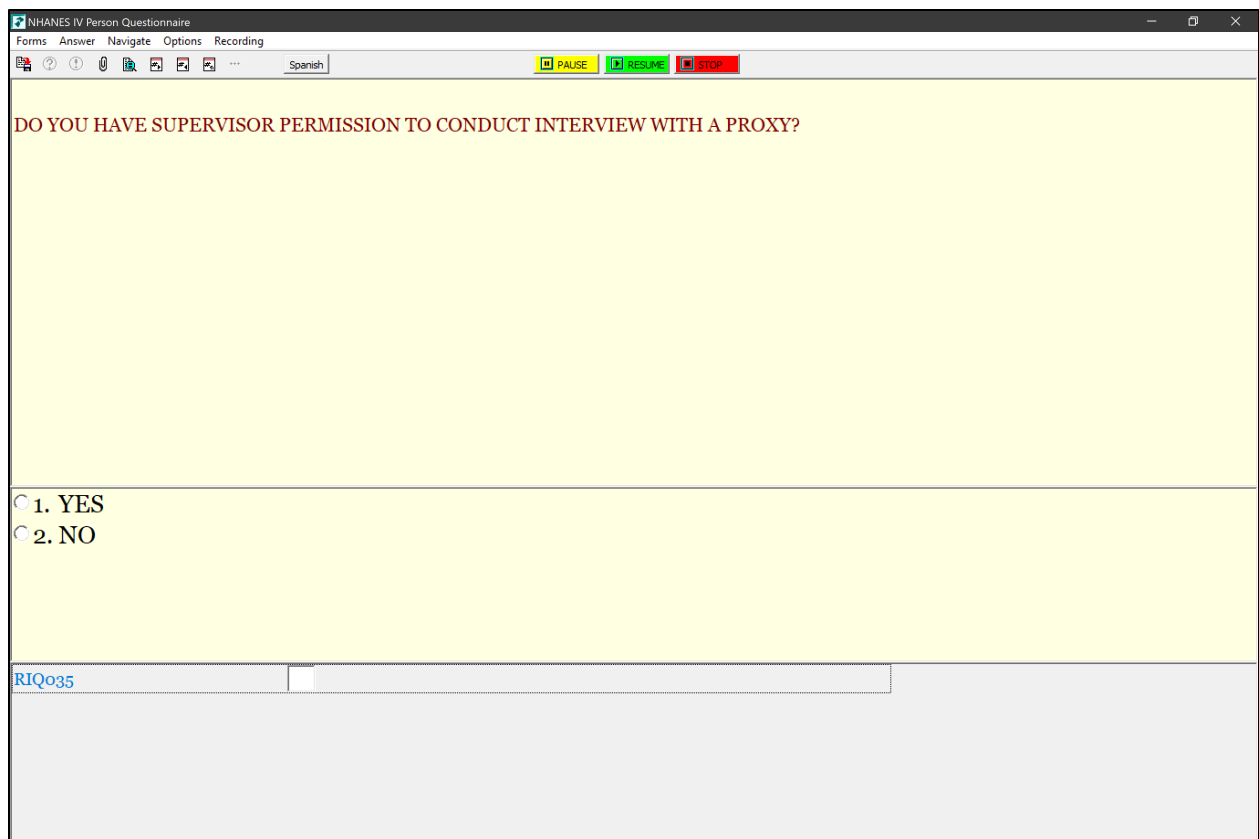 NHANES IV Person Questionnaire
Forms Answer Navigate Options Recording
Spanish PAUSE RESUME STOP
DO YOU HAVE SUPERVISOR PERMISSION TO CONDUCT INTERVIEW WITH A PROXY?
1. YES
2. NO
RIQ035